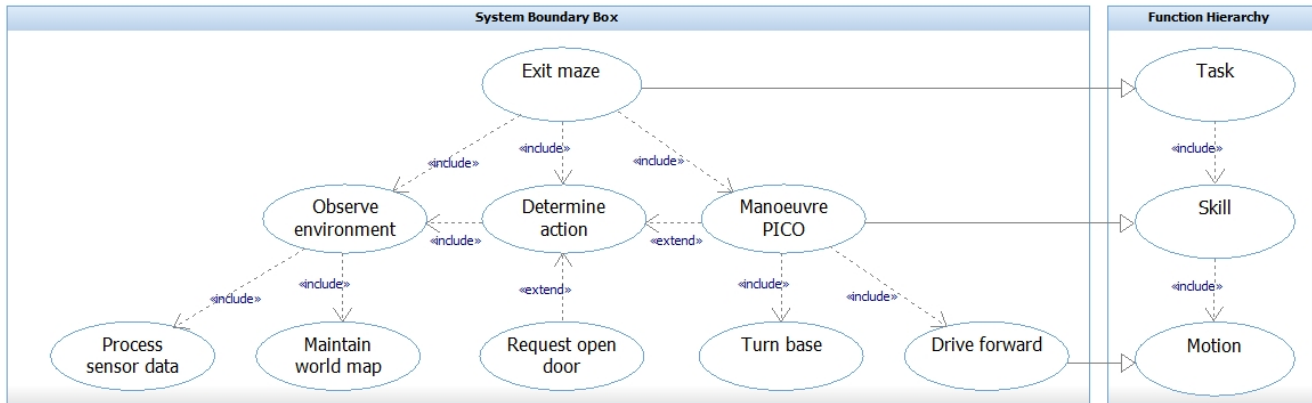 System Boundary Box
Function Hierarchy
Exit maze
Task
«include»
«include»
«include»
«include»
Observe
environment
Determine
action
Manoeuvre
PICO
Skill
«include»
«extend»
«include»
«include»
«extend»
«include»
«include»
«include»
Process
sensor data
Maintain
world map
Request open
door
Turn base
Drive forward
Motion